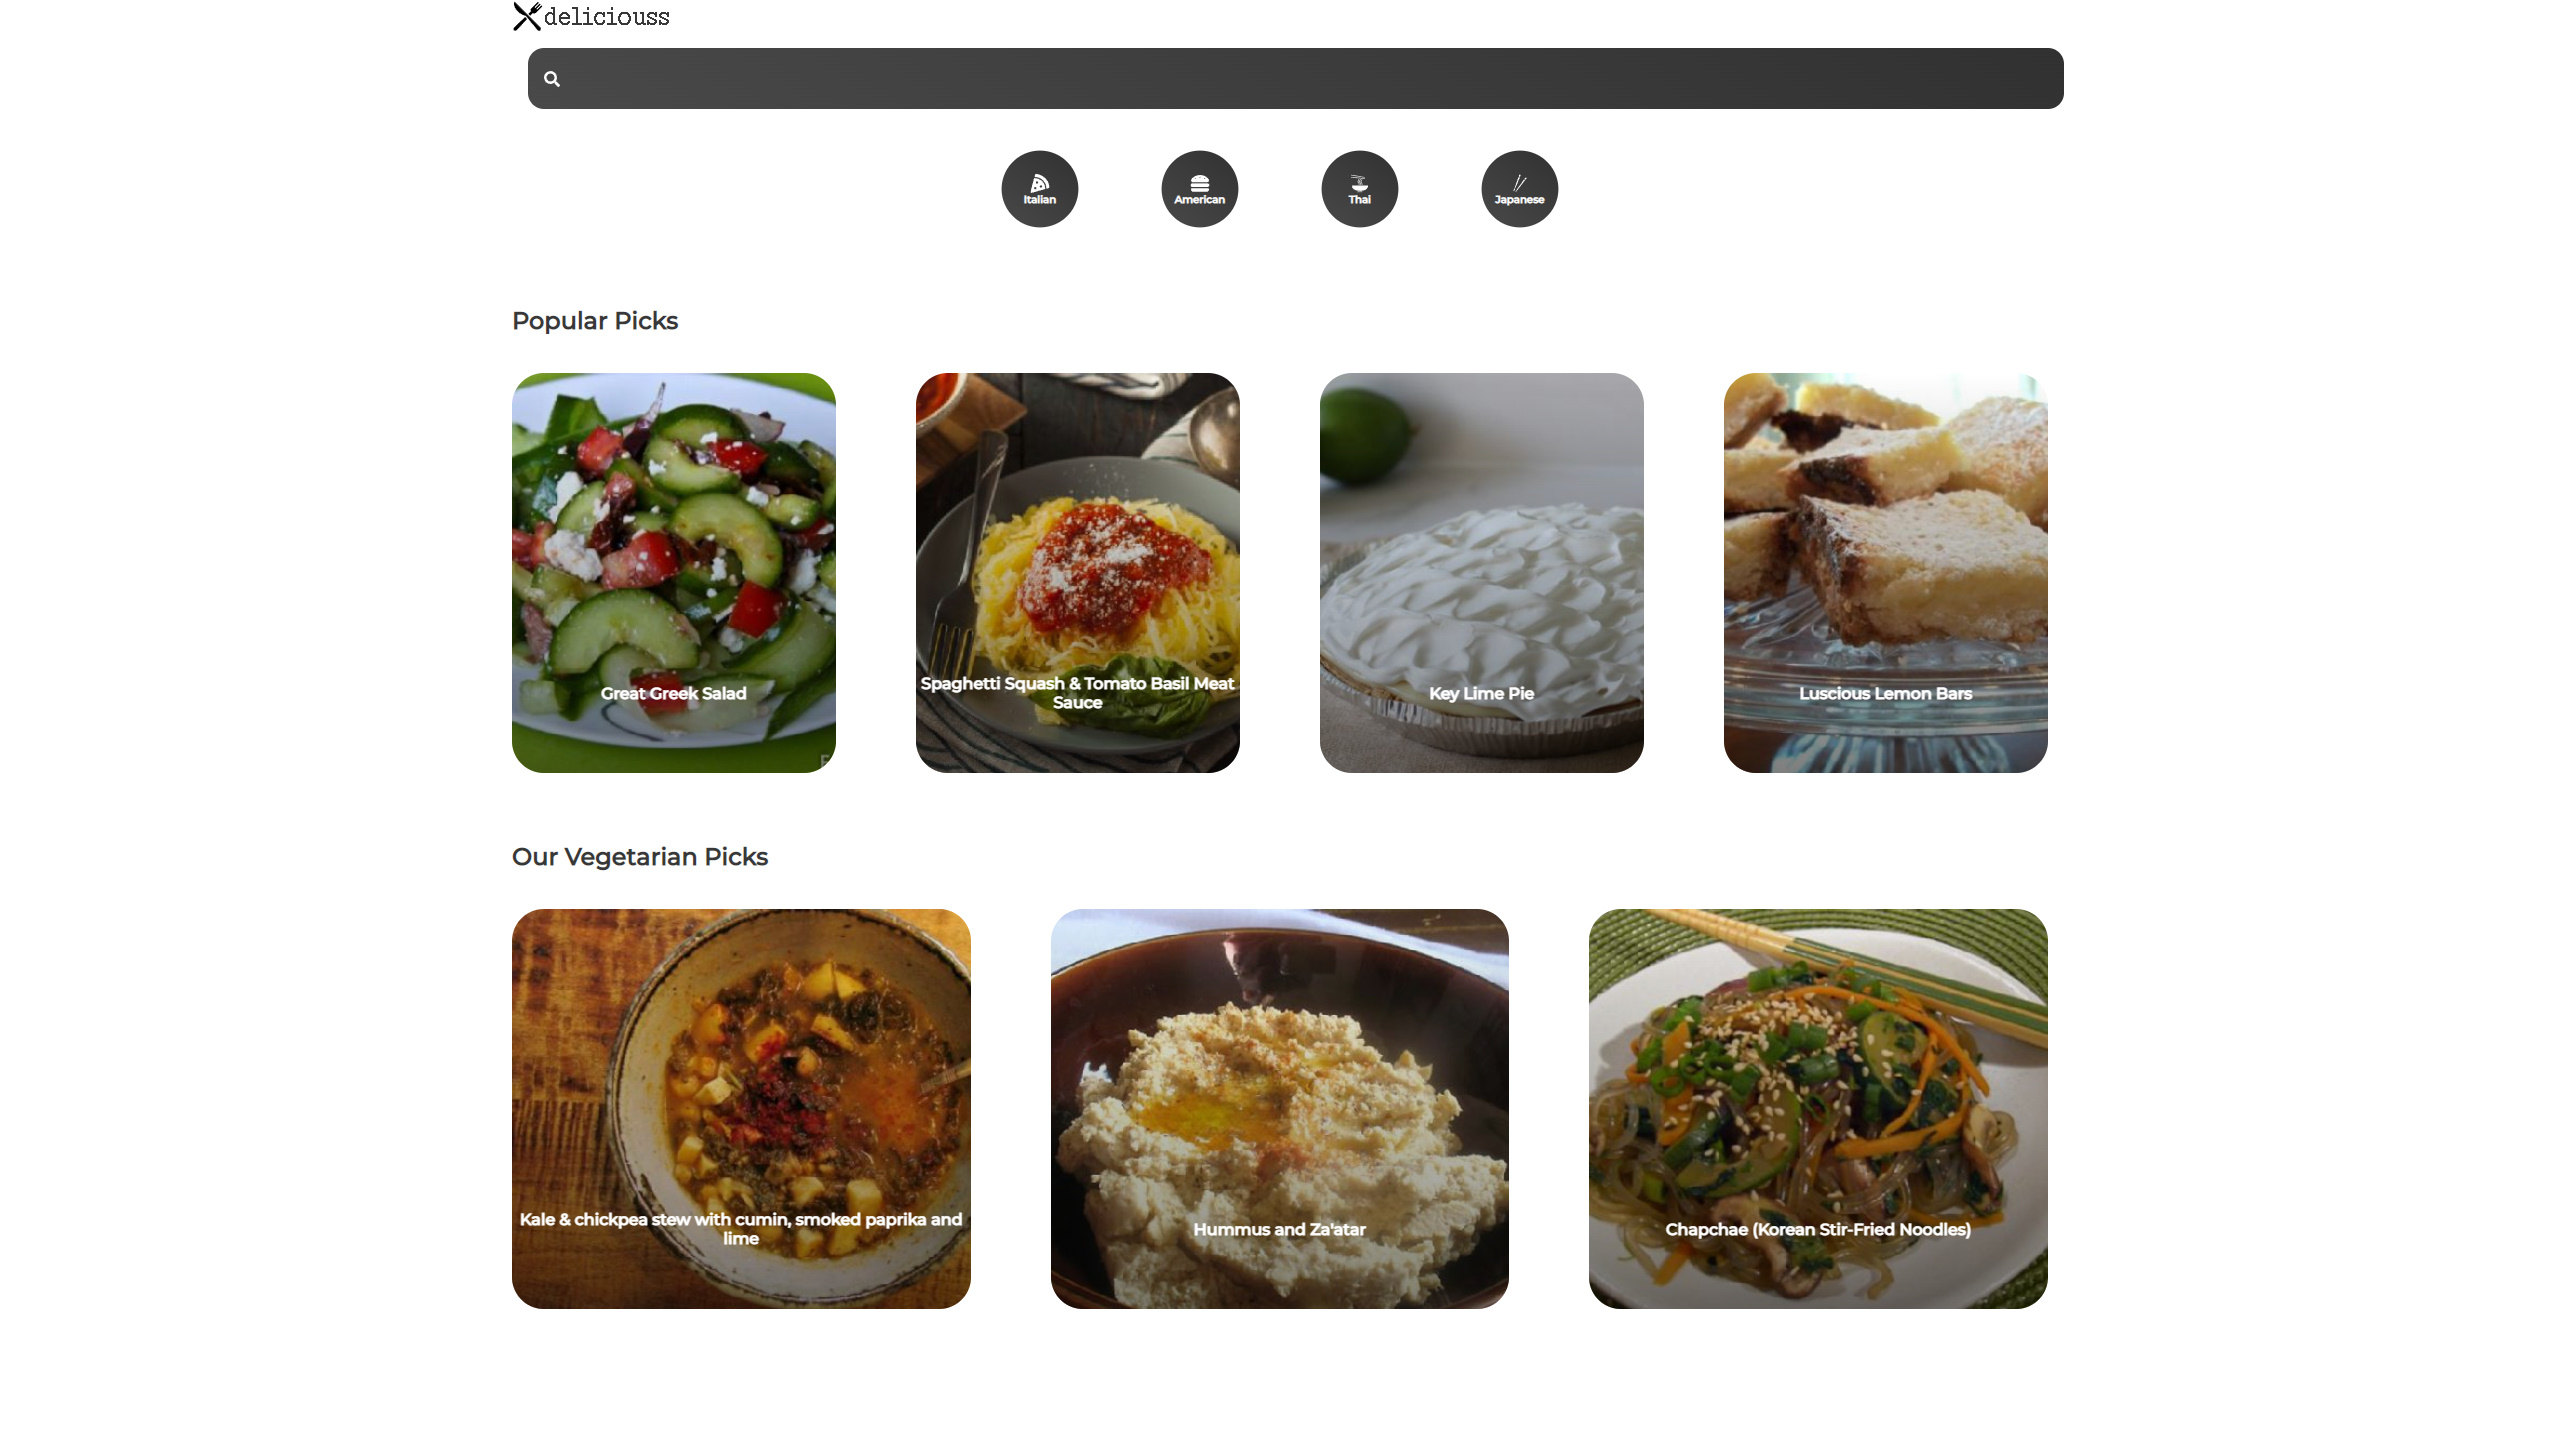 deliciouss
Italian
American
Thai
Japanese
Popular Picks
Great Greek Salad
Spaghetti Squash & Tomato Basil Meat
Sauce
Key Lime Pie
Luscious Lemon Bars
Our Vegetarian Picks
Kale & chickpea stew with cumin, smoked paprika and
lime
Hummus and Za'atar
Chapchae (Korean Stir-Fried Noodles)